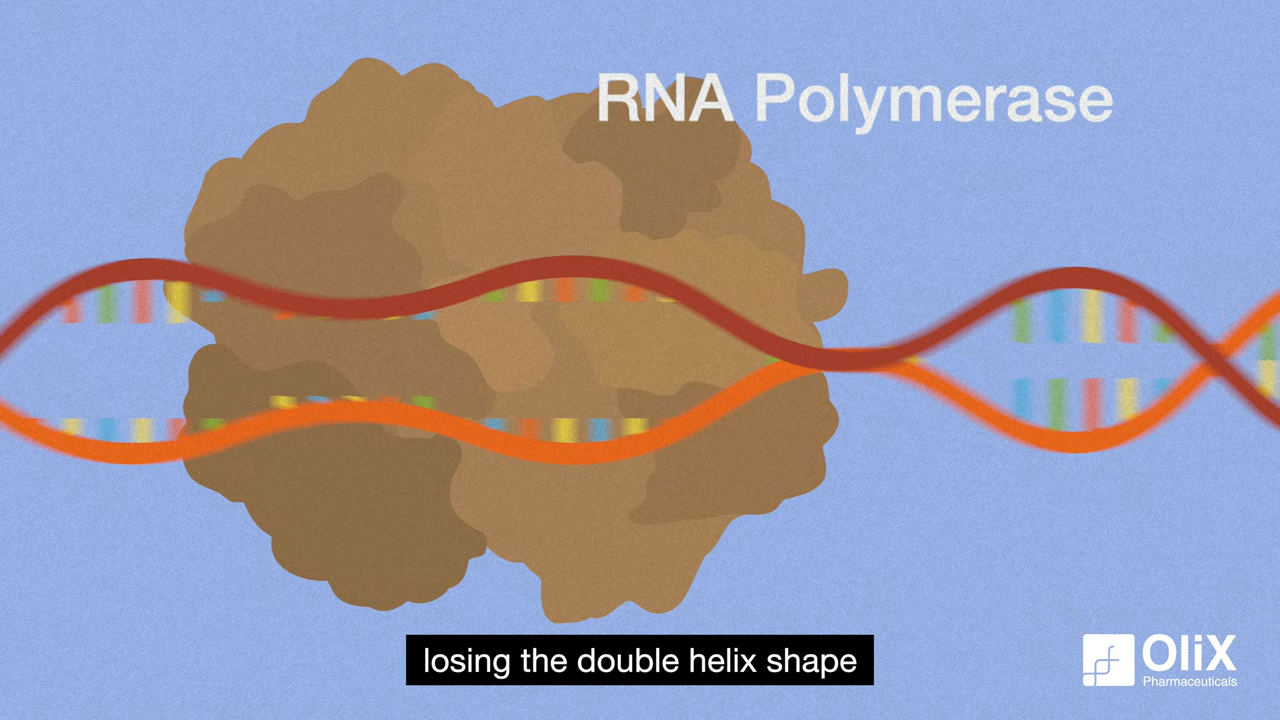 RNA Polymerase
losing the double helix shape
OliX
Pharmaceuticals